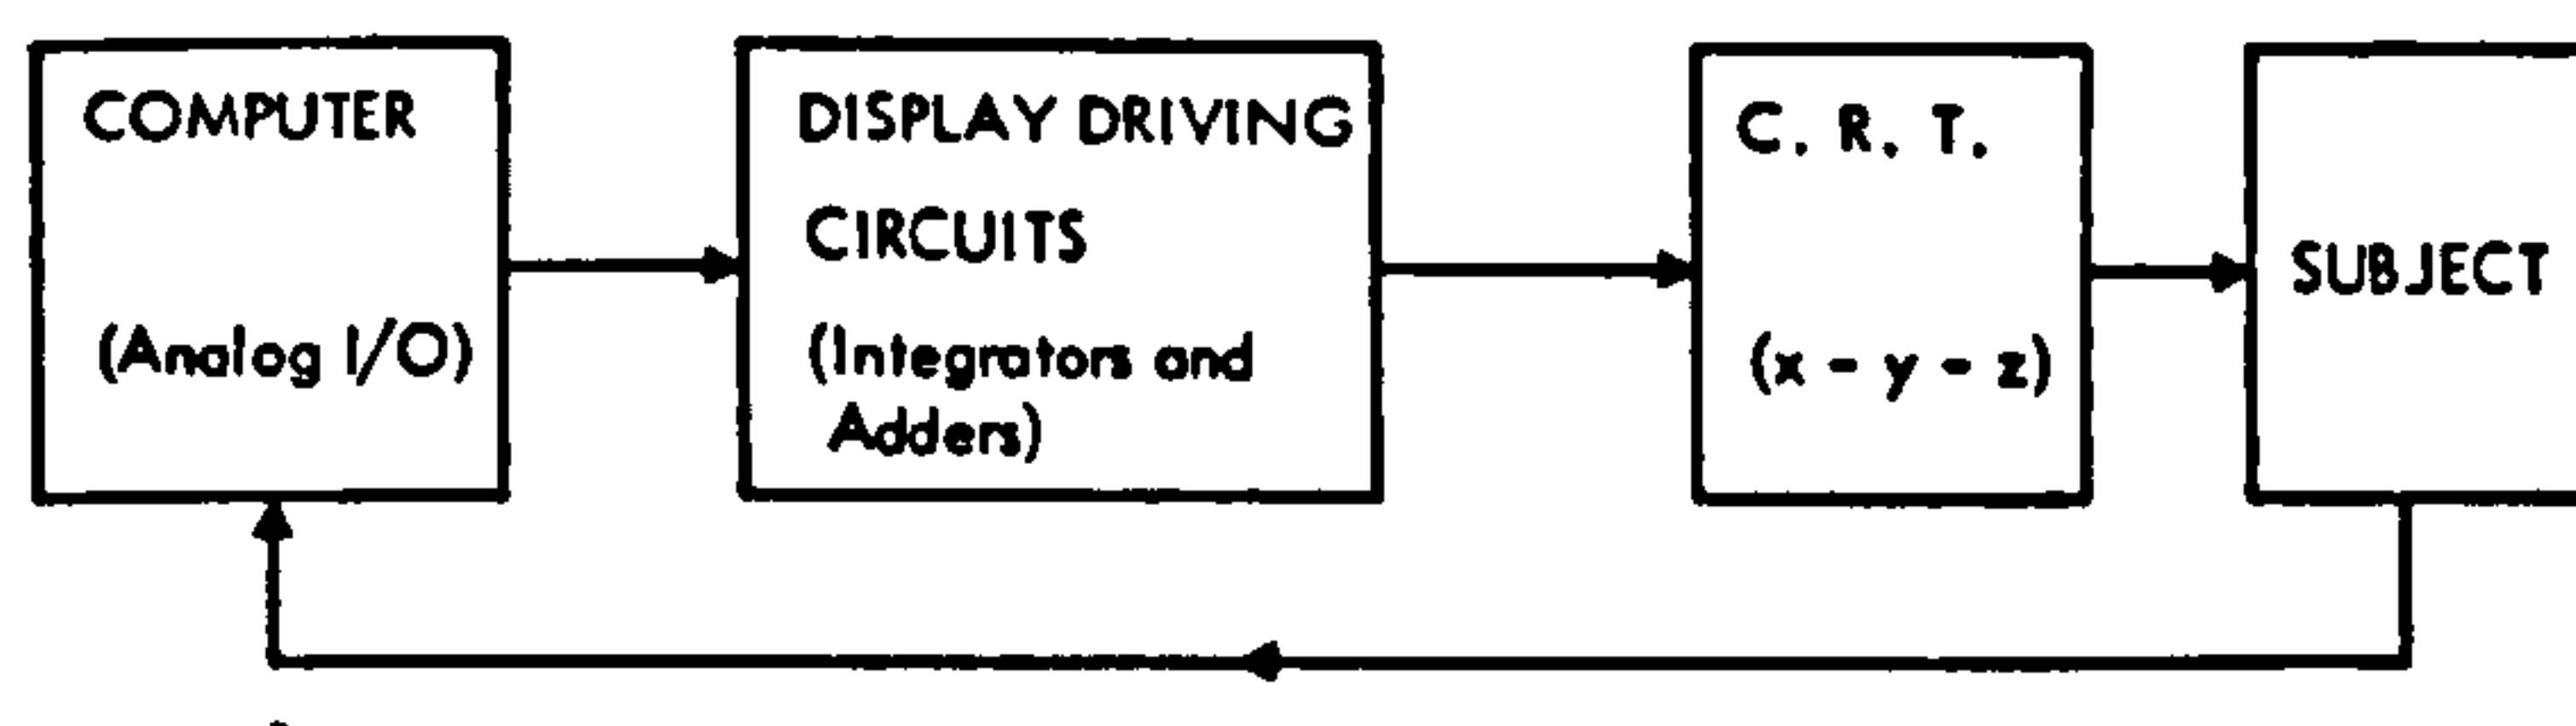 COMPUTER
(Analog I/O)
DISPLAY DRIVING
CIRCUITS
(Integrators and
Adders)
C. R. T.
(x - y - z)
SUBJECT